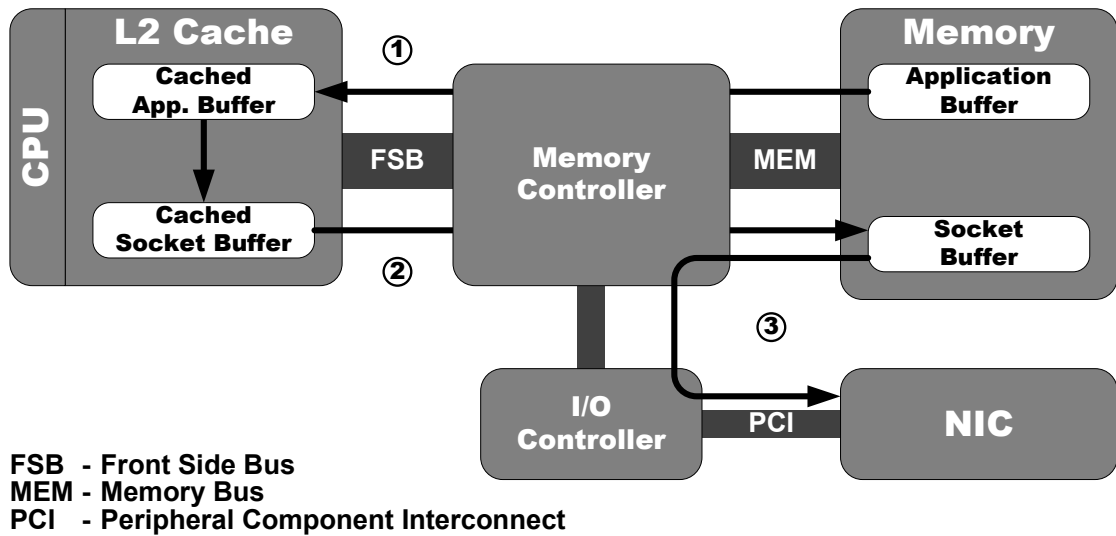 L2 Cache
Memory
①
Cached
App. Buffer
Application
Buffer
CPU
FSB
Memory
Controller
MEM
Cached
Socket Buffer
Socket
Buffer
②
③
I/O
Controller
PCI
NIC
FSB - Front Side Bus
MEM - Memory Bus
PCI - Peripheral Component Interconnect